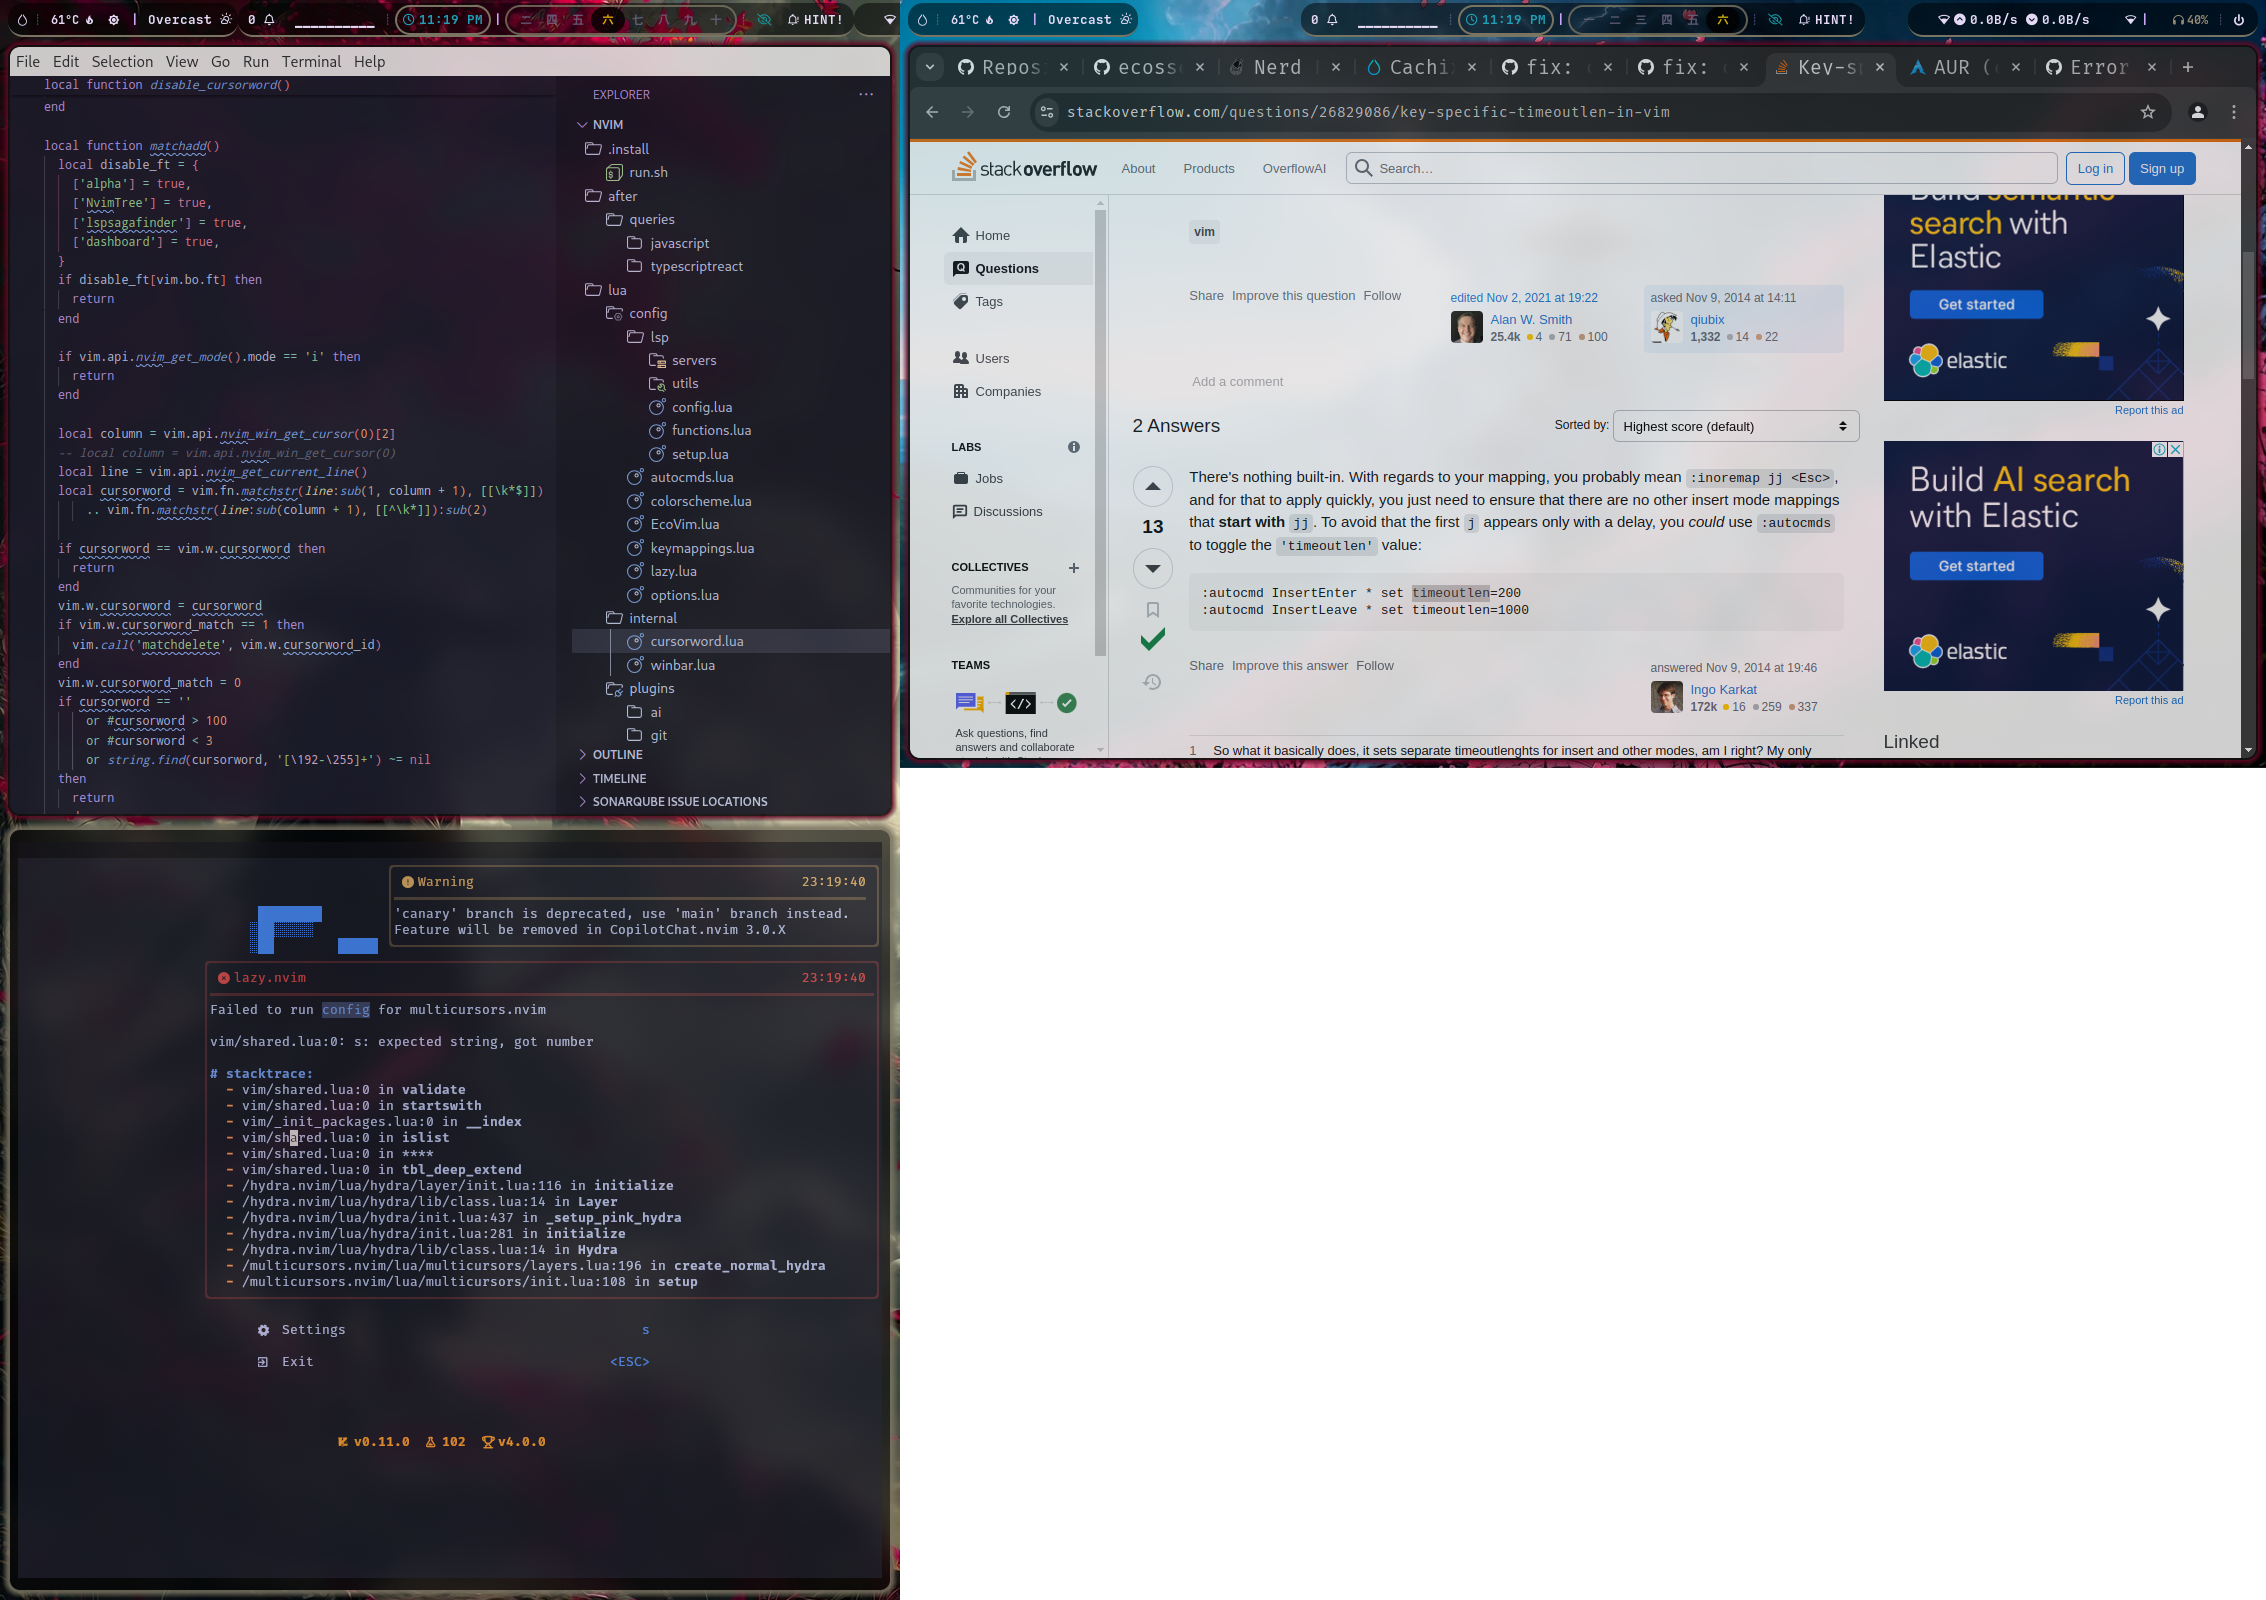 61°C | Overcast 0 11:19 PM | 二 四 五 六 七 八 九 十 HINT!
61°C | Overcast 0 11:19 PM | 一 二 三 四 五 六 HINT! 0.0B/s 0.0B/s | 40%
File Edit Selection View Go Run Terminal Help
local function disable_cursorword()
end
local function matchadd()
local disable_ft = {
['alpha'] = true,
['NvimTree'] = true,
['lspsagafinder'] = true,
['dashboard'] = true,
}
if disable_ft[vim.bo.ft] then
return
end
if vim.api.nvim_get_mode().mode == 'i' then
return
end
local column = vim.api.nvim_win_get_cursor(0)[2]
-- local column = vim.api.nvim_win_get_cursor(0)
local line = vim.api.nvim_get_current_line()
local cursorword = vim.fn.matchstr(line:sub(1, column + 1), [[\k*$]])
.. vim.fn.matchstr(line:sub(column + 1), [[^\k*]]):sub(2)
if cursorword == vim.w.cursorword then
return
end
vim.w.cursorword = cursorword
if vim.w.cursorword_match == 1 then
vim.call('matchdelete', vim.w.cursorword_id)
end
vim.w.cursorword_match = 0
if cursorword == ''
or #cursorword > 100
or #cursorword < 3
or string.find(cursorword, '[\192-\255]+') ~= nil
then
return
EXPLORER ...
NVIM
.install
run.sh
after
queries
javascript
typescriptreact
lua
config
lsp
servers
utils
config.lua
functions.lua
setup.lua
autocmds.lua
colorscheme.lua
EcoVim.lua
keymappings.lua
lazy.lua
options.lua
internal
cursorword.lua
winbar.lua
plugins
ai
git
OUTLINE
TIMELINE
SONARQUBE ISSUE LOCATIONS
Repos × ecoss × Nerd × Cachi × fix: × fix: × Key-s × AUR ( × Error × +
stackoverflow.com/questions/26829086/key-specific-timeoutlen-in-vim
stackoverflow About Products OverflowAI Search… Log in Sign up
Home
Questions
Tags
Users
Companies
LABS
Jobs
Discussions
COLLECTIVES +
Communities for your
favorite technologies.
Explore all Collectives
TEAMS
</>
Ask questions, find
answers and collaborate
vim
Share Improve this question Follow
edited Nov 2, 2021 at 19:22
Alan W. Smith
25.4k 4 71 100
asked Nov 9, 2014 at 14:11
qiubix
1,332 14 22
Add a comment
2 Answers
Sorted by: Highest score (default)
13
There's nothing built-in. With regards to your mapping, you probably mean :inoremap jj <Esc> ,
and for that to apply quickly, you just need to ensure that there are no other insert mode mappings
that start with jj . To avoid that the first j appears only with a delay, you could use :autocmds
to toggle the 'timeoutlen' value:
:autocmd InsertEnter * set timeoutlen=200
:autocmd InsertLeave * set timeoutlen=1000
Share Improve this answer Follow
answered Nov 9, 2014 at 19:46
Ingo Karkat
172k 16 259 337
1 So what it basically does, it sets separate timeoutlenghts for insert and other modes, am I right? My only
Build semantic
search with
Elastic
Get started
elastic
Report this ad
Build AI search
with Elastic
Get started
elastic
Report this ad
Linked
Warning 23:19:40
'canary' branch is deprecated, use 'main' branch instead.
Feature will be removed in CopilotChat.nvim 3.0.X
lazy.nvim 23:19:40
Failed to run config for multicursors.nvim
vim/shared.lua:0: s: expected string, got number
# stacktrace:
- vim/shared.lua:0 in validate
- vim/shared.lua:0 in startswith
- vim/_init_packages.lua:0 in __index
- vim/shared.lua:0 in islist
- vim/shared.lua:0 in ****
- vim/shared.lua:0 in tbl_deep_extend
- /hydra.nvim/lua/hydra/layer/init.lua:116 in initialize
- /hydra.nvim/lua/hydra/lib/class.lua:14 in Layer
- /hydra.nvim/lua/hydra/init.lua:437 in _setup_pink_hydra
- /hydra.nvim/lua/hydra/init.lua:281 in initialize
- /hydra.nvim/lua/hydra/lib/class.lua:14 in Hydra
- /multicursors.nvim/lua/multicursors/layers.lua:196 in create_normal_hydra
- /multicursors.nvim/lua/multicursors/init.lua:108 in setup
Settings s
Exit <ESC>
v0.11.0 102 v4.0.0